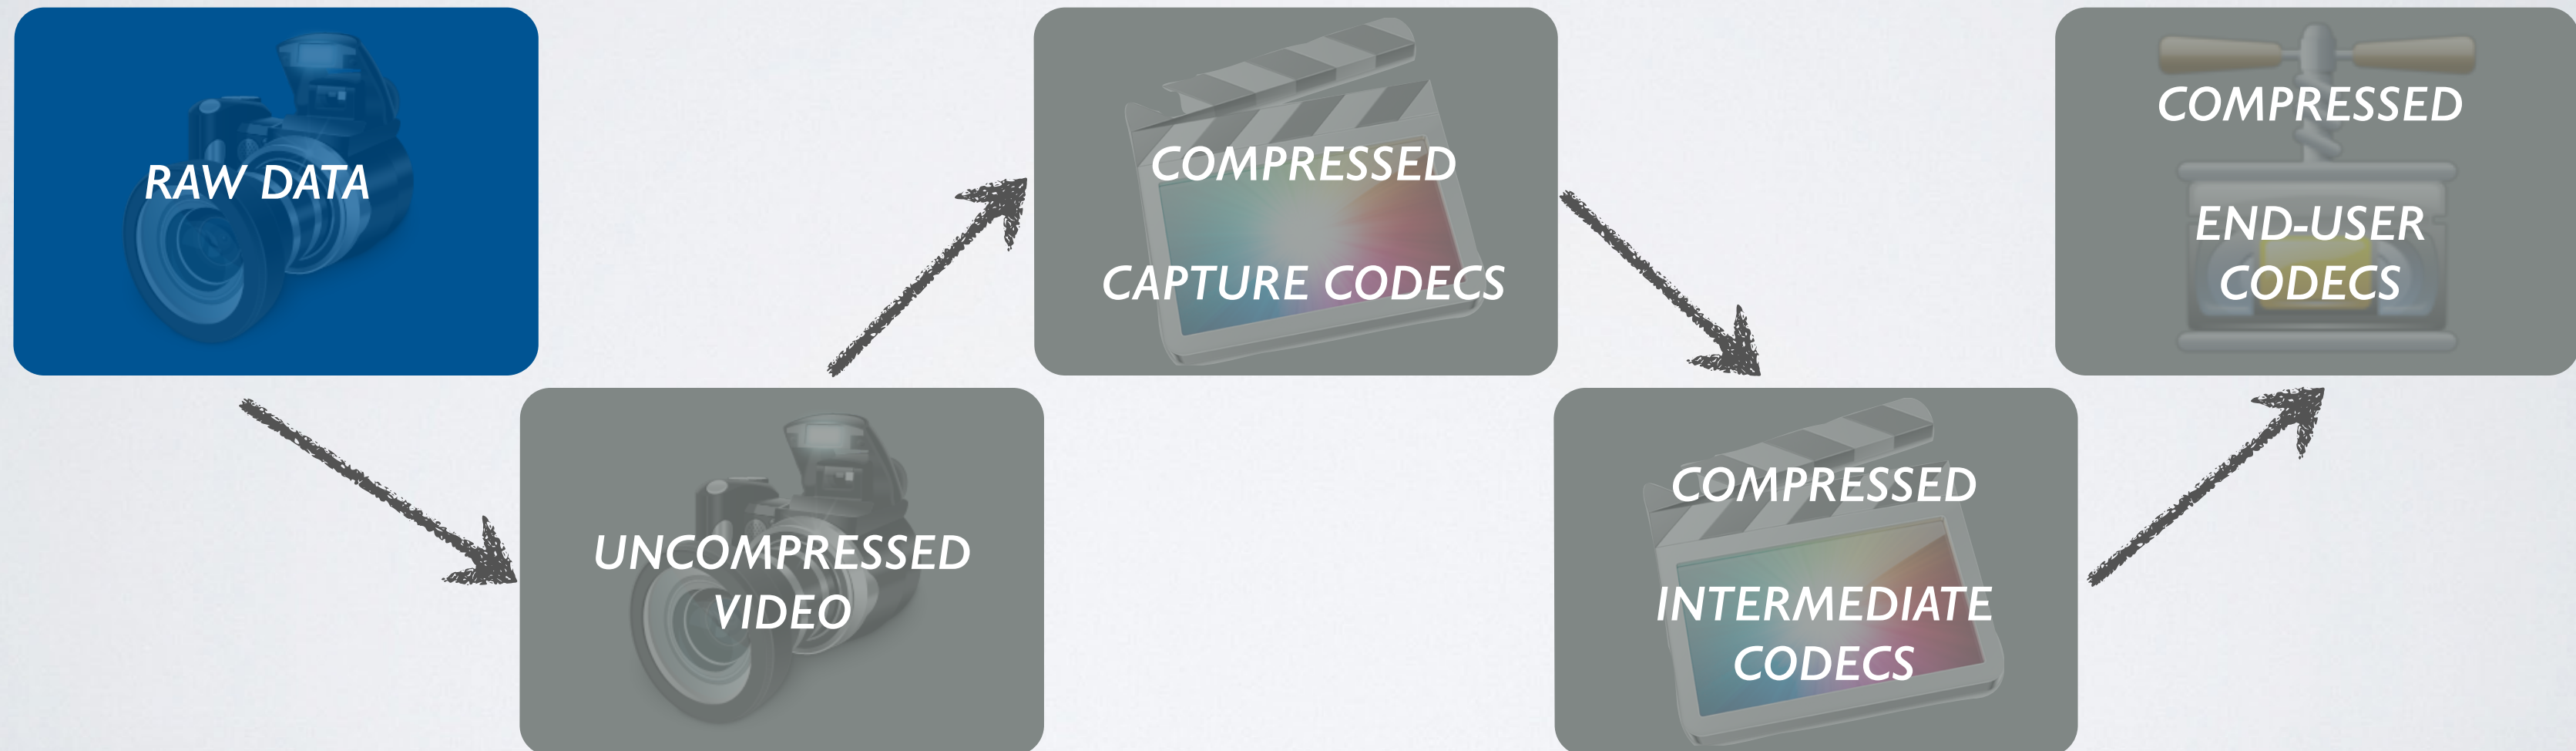 RAW DATA
UNCOMPRESSED
VIDEO
COMPRESSED
CAPTURE CODECS
COMPRESSED
INTERMEDIATE
CODECS
COMPRESSED
END-USER
CODECS